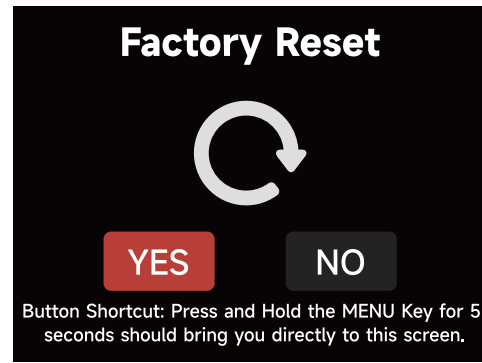 Factory Reset
YES
NO
Button Shortcut: Press and Hold the MENU Key for 5
seconds should bring you directly to this screen.